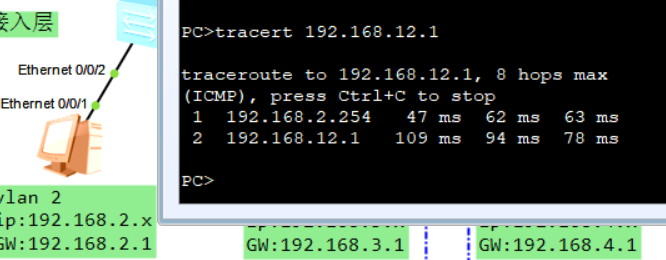 接入层
Ethernet 0/0/2
Ethernet 0/0/1
vlan 2
ip:192.168.2.x
GW:192.168.2.1
PC>tracert 192.168.12.1
traceroute to 192.168.12.1, 8 hops max
(ICMP), press Ctrl+C to stop
1 192.168.2.254 47 ms 62 ms 63 ms
2 192.168.12.1 109 ms 94 ms 78 ms
PC>
GW:192.168.3.1
GW:192.168.4.1